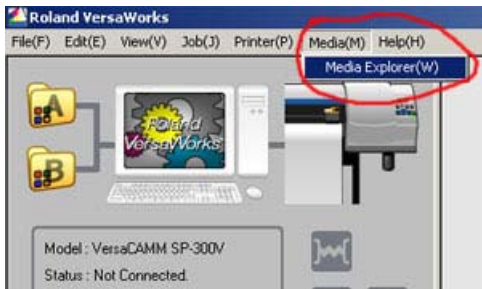 Roland VersaWorks
File(F) Edit(E) View(V) Job(J) Printer(P) Media(M) Help(H)
Media Explorer(W)
A
Roland
VersaWorks
B
Model : VersaCAMM SP-300V
Status : Not Connected.